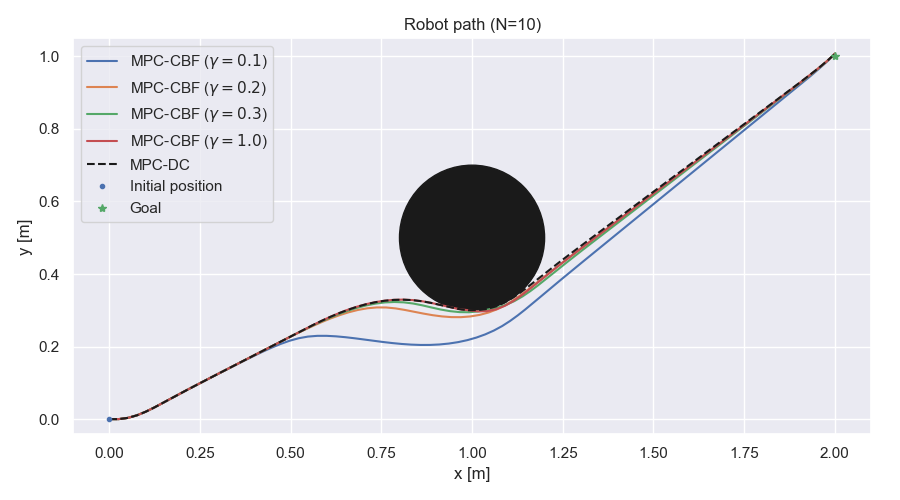 Robot path (N=10)
MPC-CBF (γ = 0.1)
MPC-CBF (γ = 0.2)
MPC-CBF (γ = 0.3)
MPC-CBF (γ = 1.0)
MPC-DC
Initial position
Goal
y [m]
1.0
0.8
0.6
0.4
0.2
0.0
0.00 0.25 0.50 0.75 1.00 1.25 1.50 1.75 2.00
x [m]